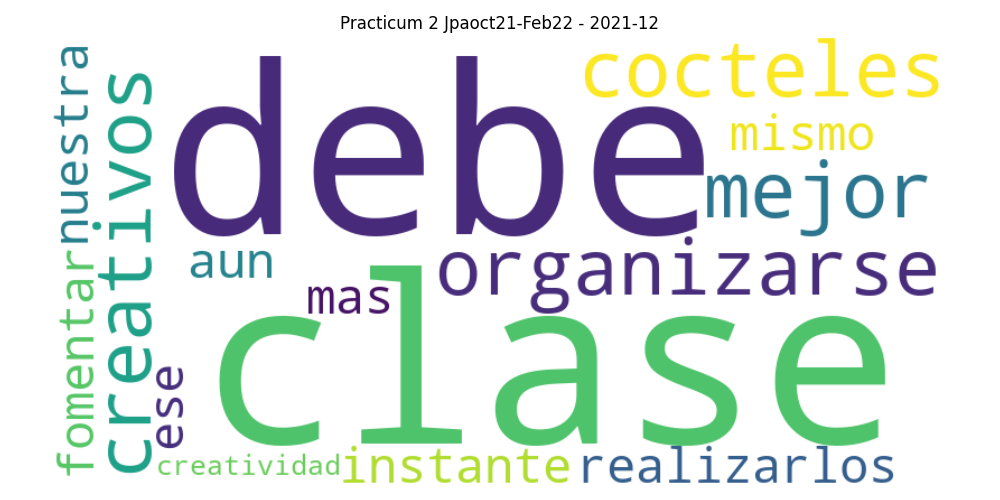 Practicum 2 Jpaoct21-Feb22 - 2021-12
debe
cocteles
mismo
mejor
nuestra
creativos
aun
organizarse
mas
clase
fomentar
ese
creatividad
instante
realizarlos